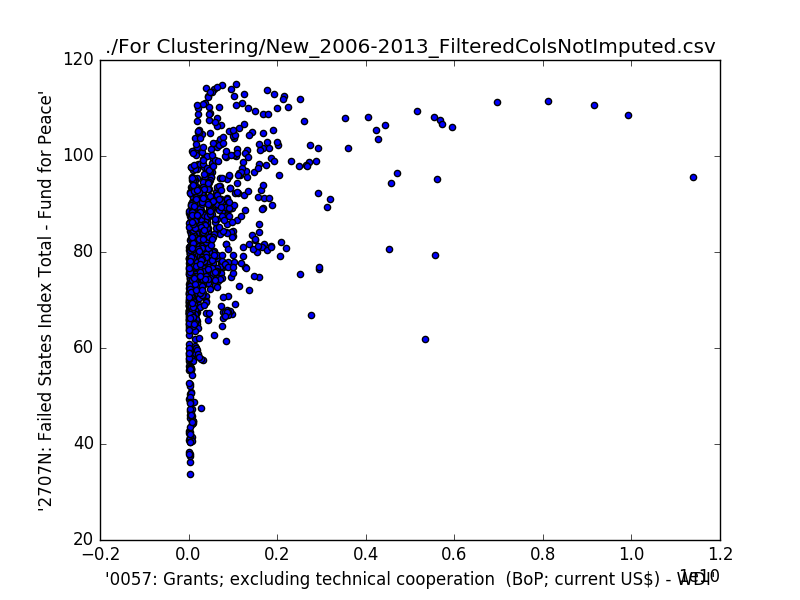 ./For Clustering/New_2006-2013_FilteredColsNotImputed.csv
120
100
80
60
40
20
'2707N: Failed States Index Total - Fund for Peace'
−0.2 0.0 0.2 0.4 0.6 0.8 1.0 1.2
1e10
'0057: Grants; excluding technical cooperation  (BoP; current US$) - WDI'